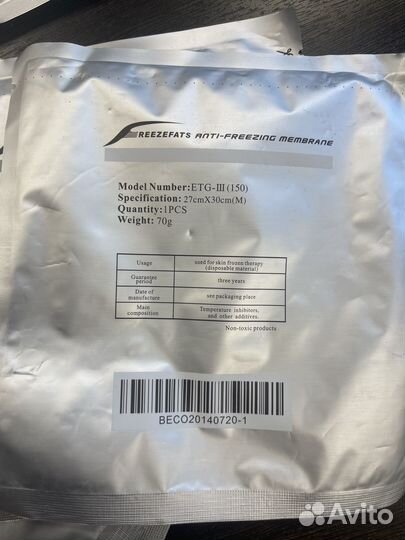 FREEZEFATS ANTI-FREEZING MEMBRANE
Model Number:ETG-III(150)
Specification: 27cmX30cm(M)
Quantity:1PCS
Weight: 70g
Usage used for skin frozen therapy (disposable material)
Guarantee period three years
Date of manufacture see packaging place
Main composition Temperature inhibitors, and other additives.
Non-toxic products
BECO20140720-1
Avito